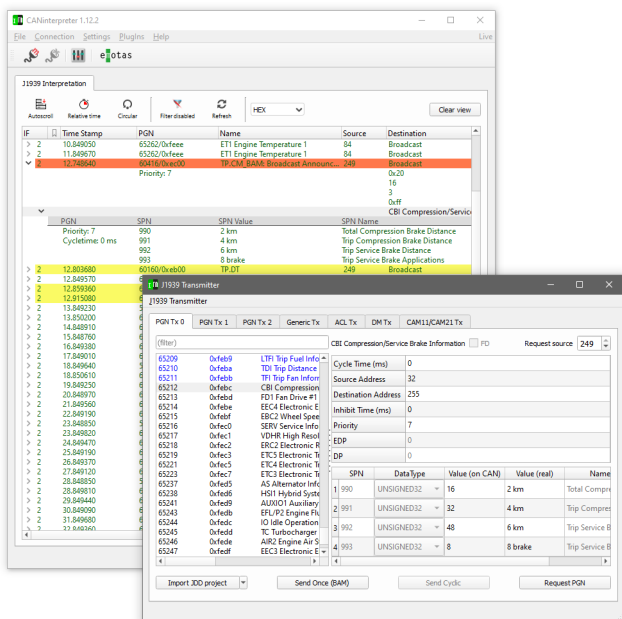 CANinterpreter 1.12.2
File Connection Settings PlugIns Help Live
emotas
J1939 Interpretation
Autoscroll Relative time Circular Filter disabled Refresh HEX Clear view
IF Time Stamp PGN Name Source Destination
2 10.849050 65262/0xfeee ET1 Engine Temperature 1 84 Broadcast
2 11.849670 65262/0xfeee ET1 Engine Temperature 1 84 Broadcast
2 12.748640 60416/0xec00 TP.CM_BAM: Broadcast Announc... 249 Broadcast
Priority: 7 0x20
16
3
0xff
CBI Compression/Service
PGN SPN SPN Value SPN Name
Priority: 7 990 2 km Total Compression Brake Distance
Cycletime: 0 ms 991 4 km Trip Compression Brake Distance
992 6 km Trip Service Brake Distance
993 8 brake Trip Service Brake Applications
2 12.803680 60160/0xeb00 TP.DT 249 Broadcast
2 12.849570
2 12.859360
2 12.915080
2 13.849230
2 13.850200
2 14.848910
2 15.848760
2 16.849380
2 17.849010
2 18.849640
2 18.850610
2 19.849250
2 20.848970
2 21.849560
2 22.849190
2 23.848850
2 23.849820
2 24.849470
2 25.849190
2 26.849370
2 27.849120
2 28.848850
2 28.849810
2 29.849440
2 30.849090
2 31.849680
2 32.849360
J1939 Transmitter
J1939 Transmitter
PGN Tx 0 PGN Tx 1 PGN Tx 2 Generic Tx ACL Tx DM Tx CAM11/CAM21 Tx
(filter) CBI Compression/Service Brake Information PD Request source 249
65209 0xfeb9 LTFI Trip Fuel Info
65210 0xfeba TDI Trip Distance
65211 0xfebb TFI Trip Fan Inform
65212 0xfebc CBI Compression
65213 0xfebd FD1 Fan Drive #1
65214 0xfebe EEC4 Electronic E
65215 0xfebf EBC2 Wheel Spee
65216 0xfec0 SERV Service Info
65217 0xfec1 VDHR High Resol
65218 0xfec2 ERC2 Electronic R
65219 0xfec3 ETC5 Electronic Tr
65221 0xfec5 ETC4 Electronic Tr
65223 0xfec7 ETC3 Electronic Tr
65237 0xfed5 AS Alternator Info
65238 0xfed6 HSI1 Hybrid Syste
65241 0xfed9 AUXIO1 Auxiliary
65243 0xfedb EFL/P2 Engine Flu
65244 0xfedc IO Idle Operation
65245 0xfedd TC Turbocharger
65246 0xfede AIR2 Engine Air S
65247 0xfedf EEC3 Electronic E
Cycle Time (ms) 0
Source Address 32
Destination Address 255
Inhibit Time (ms) 0
Priority 7
EDP 0
DP 0
SPN DataType Value (on CAN) Value (real) Name
1 990 UNSIGNED32 16 2 km Total Compre
2 991 UNSIGNED32 32 4 km Trip Compres
3 992 UNSIGNED32 48 6 km Trip Service B
4 993 UNSIGNED32 8 8 brake Trip Service B
Import JDD project Send Once (BAM) Send Cyclic Request PGN